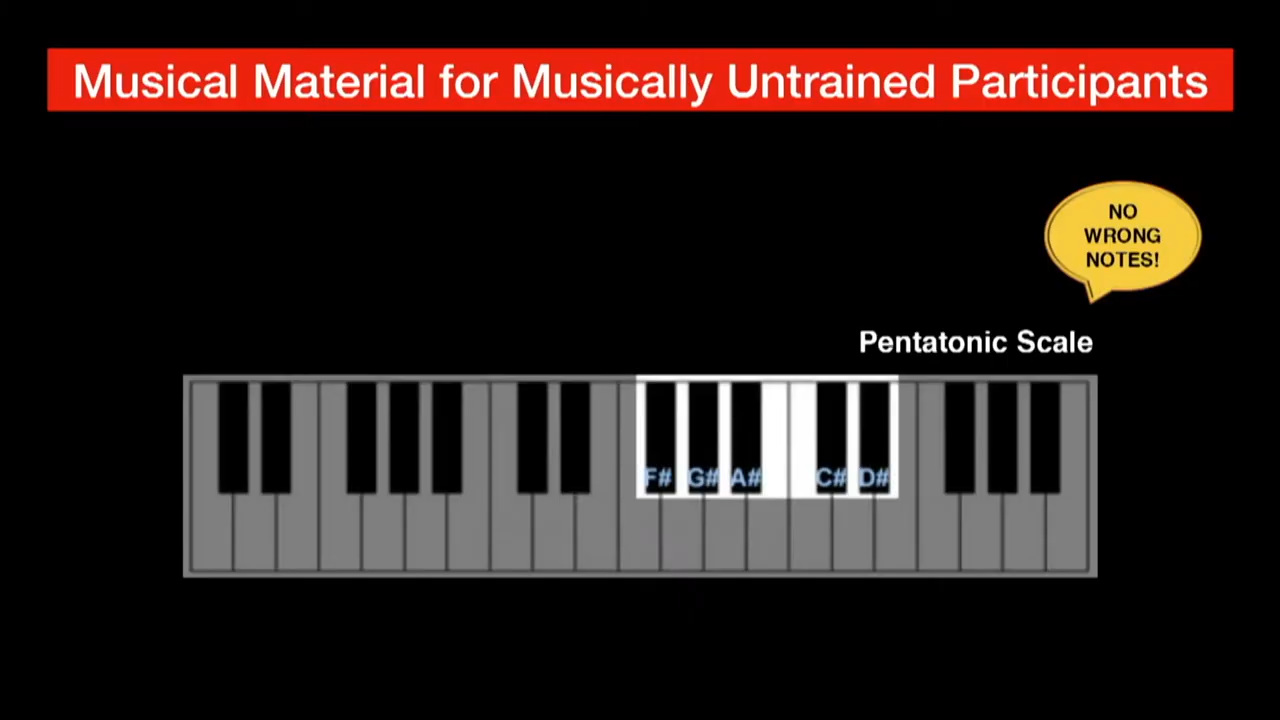 Musical Material for Musically Untrained Participants
NO
WRONG
NOTES!
Pentatonic Scale
F# G# A# C# D#